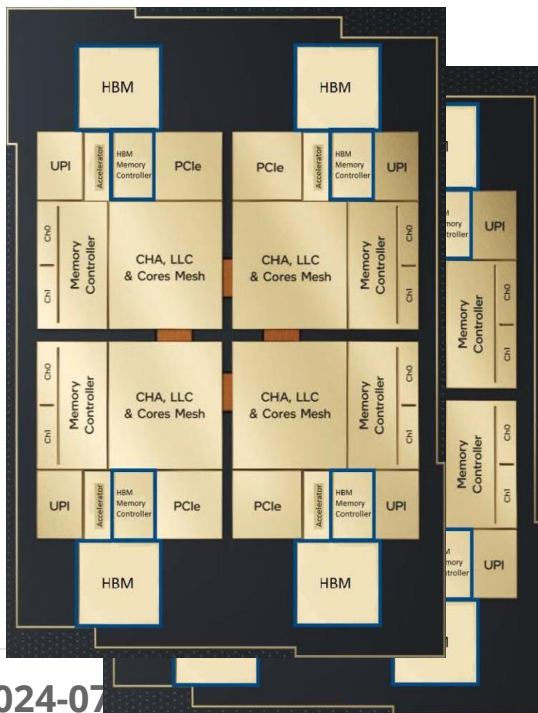 HBM HBM
UPI Accelerator HBM Memory Controller PCIe PCIe Accelerator HBM Memory Controller UPI
Ch0 Ch1 Memory Controller CHA, LLC & Cores Mesh CHA, LLC & Cores Mesh Memory Controller Ch0 Ch1
Ch0 Ch1 Memory Controller CHA, LLC & Cores Mesh CHA, LLC & Cores Mesh Memory Controller Ch0 Ch1
UPI Accelerator HBM Memory Controller PCIe PCIe Accelerator HBM Memory Controller UPI
HBM HBM
UPI
Memory Controller Ch0 Ch1
Memory Controller Ch0 Ch1
UPI
024-07